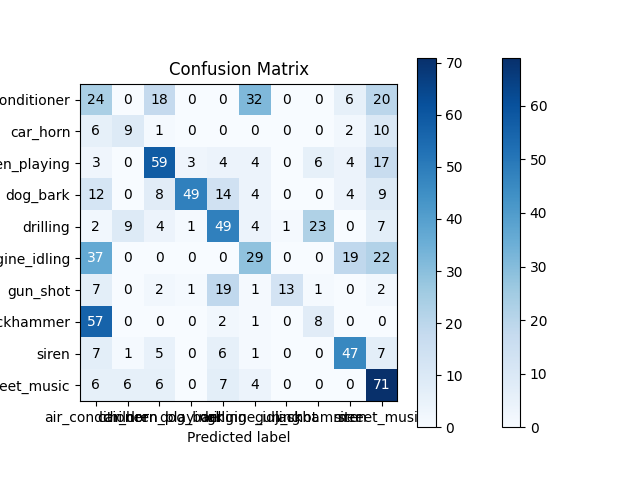 Confusion Matrix
onditioner 24 0 18 0 0 32 0 0 6 20
car_horn 6 9 1 0 0 0 0 0 2 10
en_playing 3 0 59 3 4 4 0 6 4 17
dog_bark 12 0 8 49 14 4 0 0 4 9
drilling 2 9 4 1 49 4 1 23 0 7
gine_idling 37 0 0 0 0 29 0 0 19 22
gun_shot 7 0 2 1 19 1 13 1 0 2
ckhammer 57 0 0 0 2 1 0 8 0 0
siren 7 1 5 0 6 1 0 0 47 7
eet_music 6 6 6 0 7 4 0 0 0 71
Predicted label
70
60
50
40
30
20
10
0
60
50
40
30
20
10
0